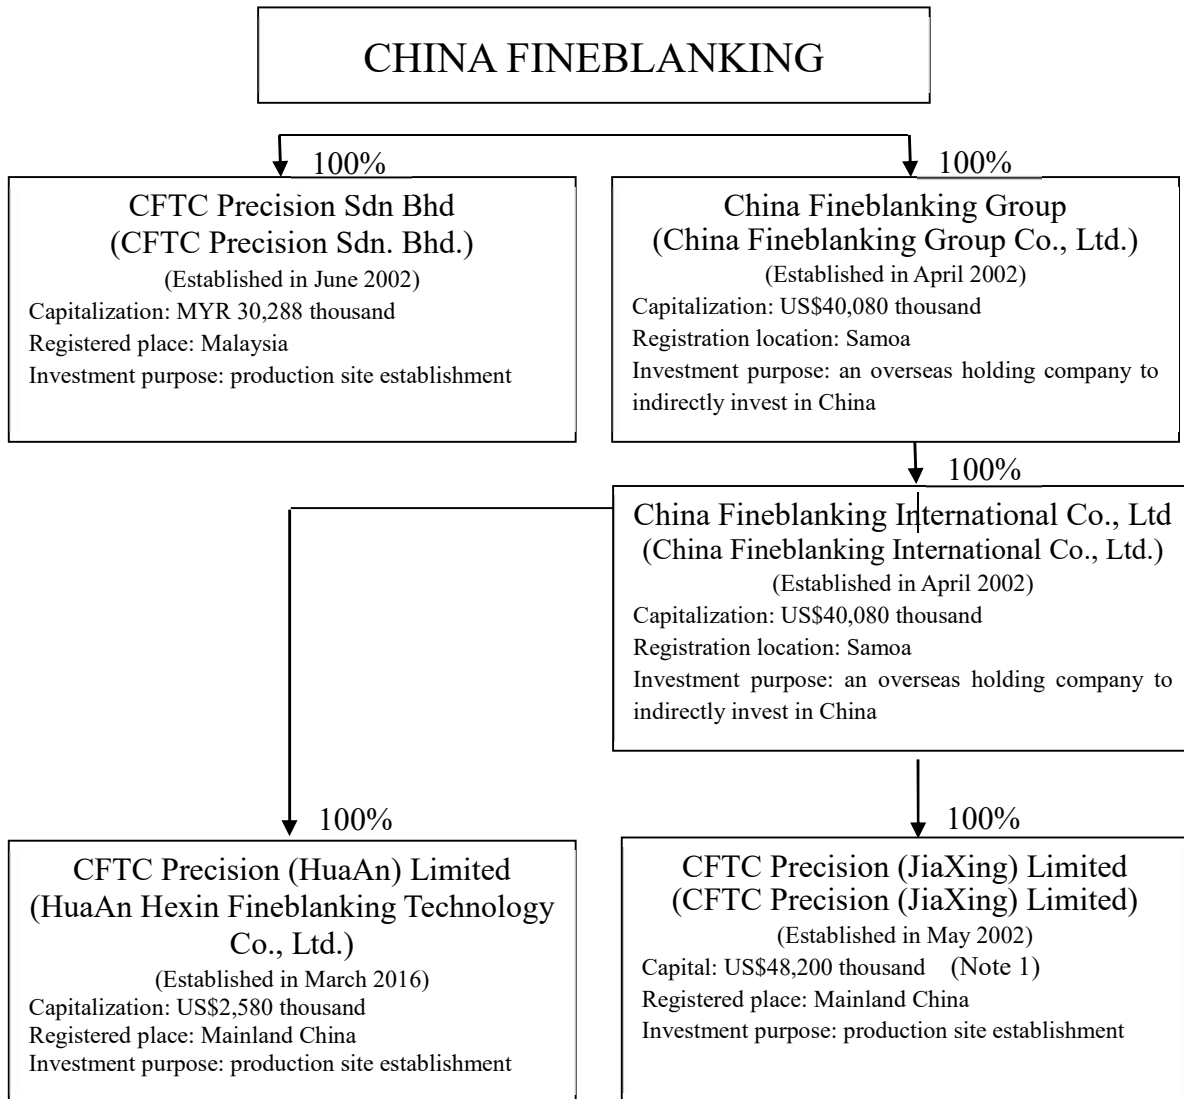 CHINA FINEBLANKING
100%
100%
CFTC Precision Sdn Bhd
(CFTC Precision Sdn. Bhd.)
(Established in June 2002)
Capitalization: MYR 30,288 thousand
Registered place: Malaysia
Investment purpose: production site establishment
China Fineblanking Group
(China Fineblanking Group Co., Ltd.)
(Established in April 2002)
Capitalization: US$40,080 thousand
Registration location: Samoa
Investment purpose: an overseas holding company to
indirectly invest in China
100%
China Fineblanking International Co., Ltd
(China Fineblanking International Co., Ltd.)
(Established in April 2002)
Capitalization: US$40,080 thousand
Registration location: Samoa
Investment purpose: an overseas holding company to
indirectly invest in China
100%
100%
CFTC Precision (HuaAn) Limited
(HuaAn Hexin Fineblanking Technology
Co., Ltd.)
(Established in March 2016)
Capitalization: US$2,580 thousand
Registered place: Mainland China
Investment purpose: production site establishment
CFTC Precision (JiaXing) Limited
(CFTC Precision (JiaXing) Limited)
(Established in May 2002)
Capital: US$48,200 thousand (Note 1)
Registered place: Mainland China
Investment purpose: production site establishment